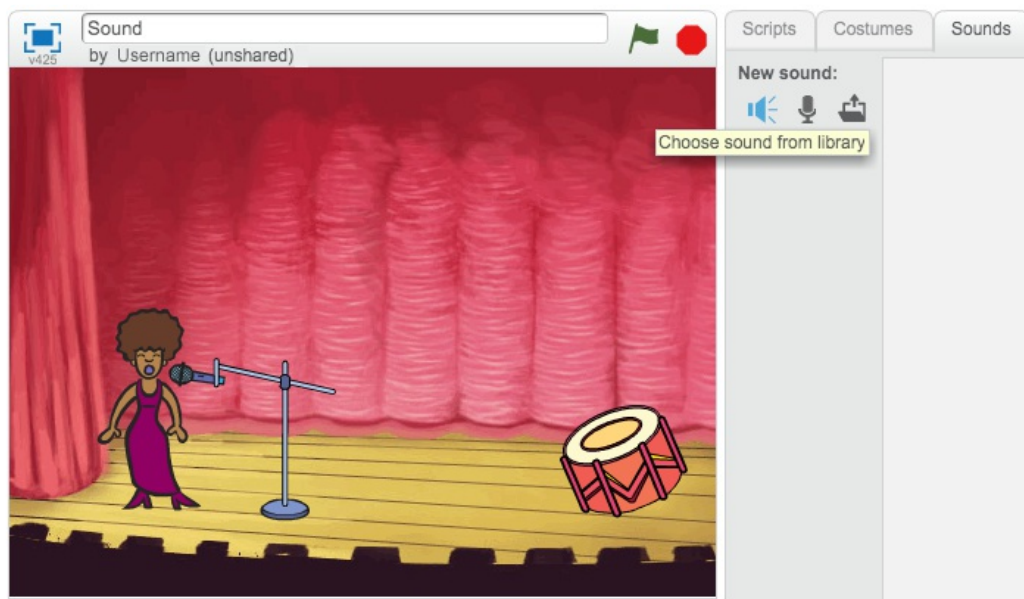 Sound
by Username (unshared)
v425
Scripts Costumes Sounds
New sound:
Choose sound from library